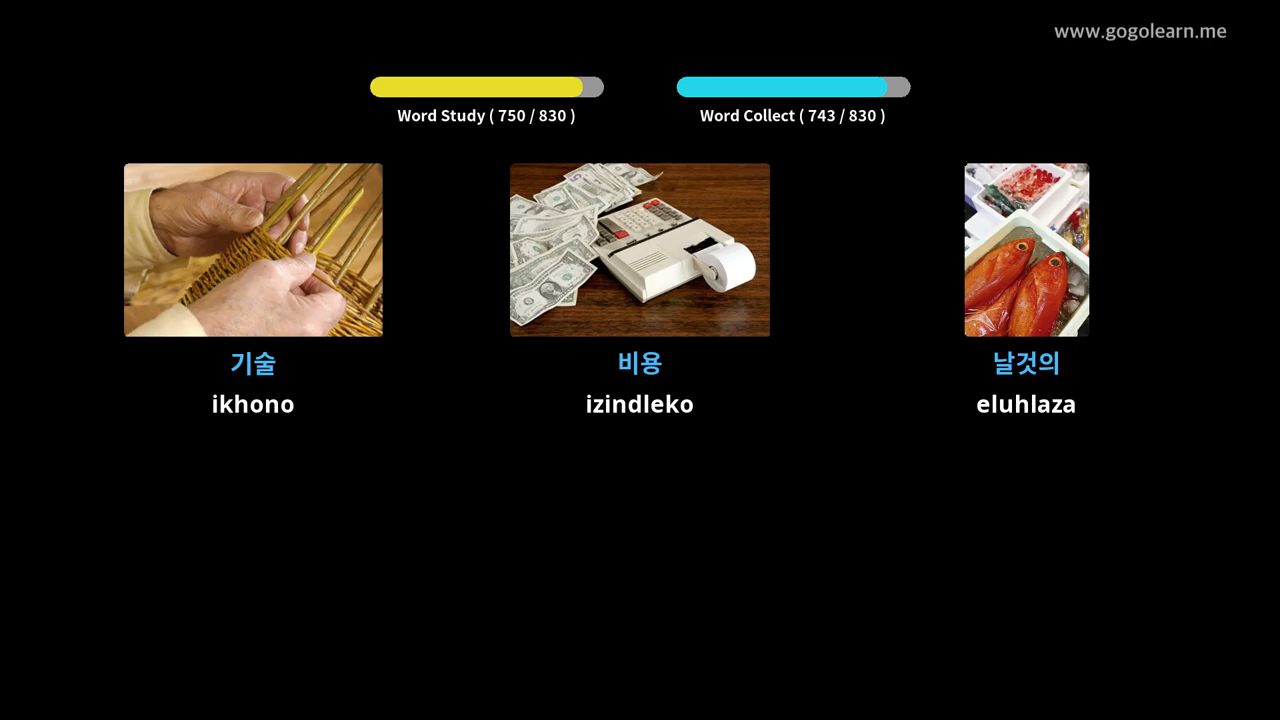 www.gogolearn.me
Word Study ( 750 / 830 )
Word Collect ( 743 / 830 )
기술
ikhono
비용
izindleko
날것의
eluhlaza